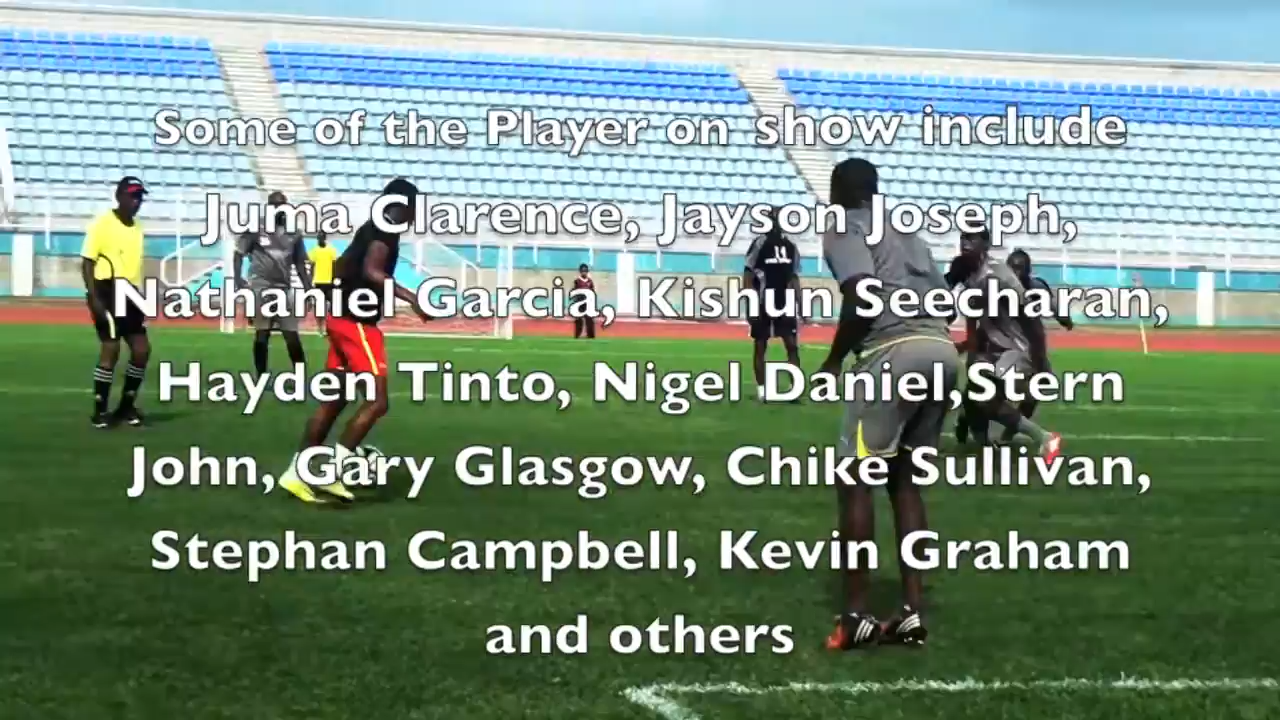 Some of the Player on show include
Juma Clarence, Jayson Joseph,
Nathaniel Garcia, Kishun Seecharan,
Hayden Tinto, Nigel Daniel,Stern
John, Gary Glasgow, Chike Sullivan,
Stephan Campbell, Kevin Graham
and others